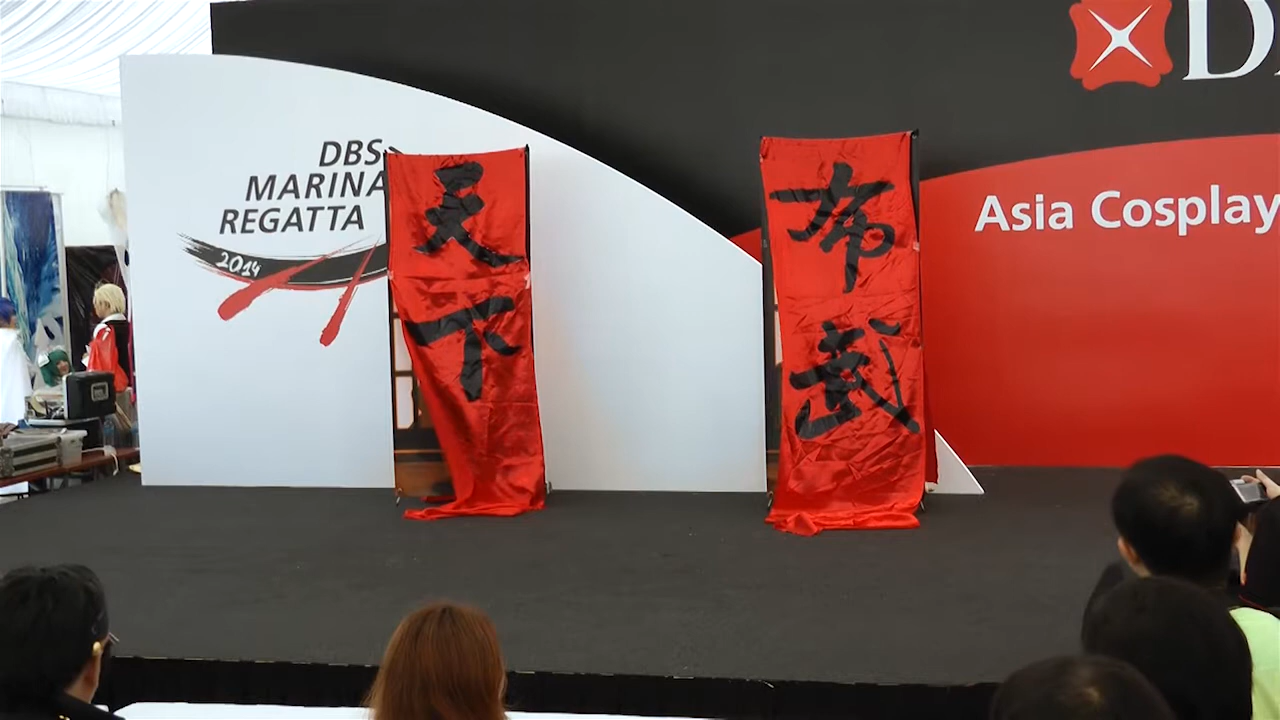 DBS
MARINA
REGATTA
2014
天
下
布
武
D
Asia Cosplay